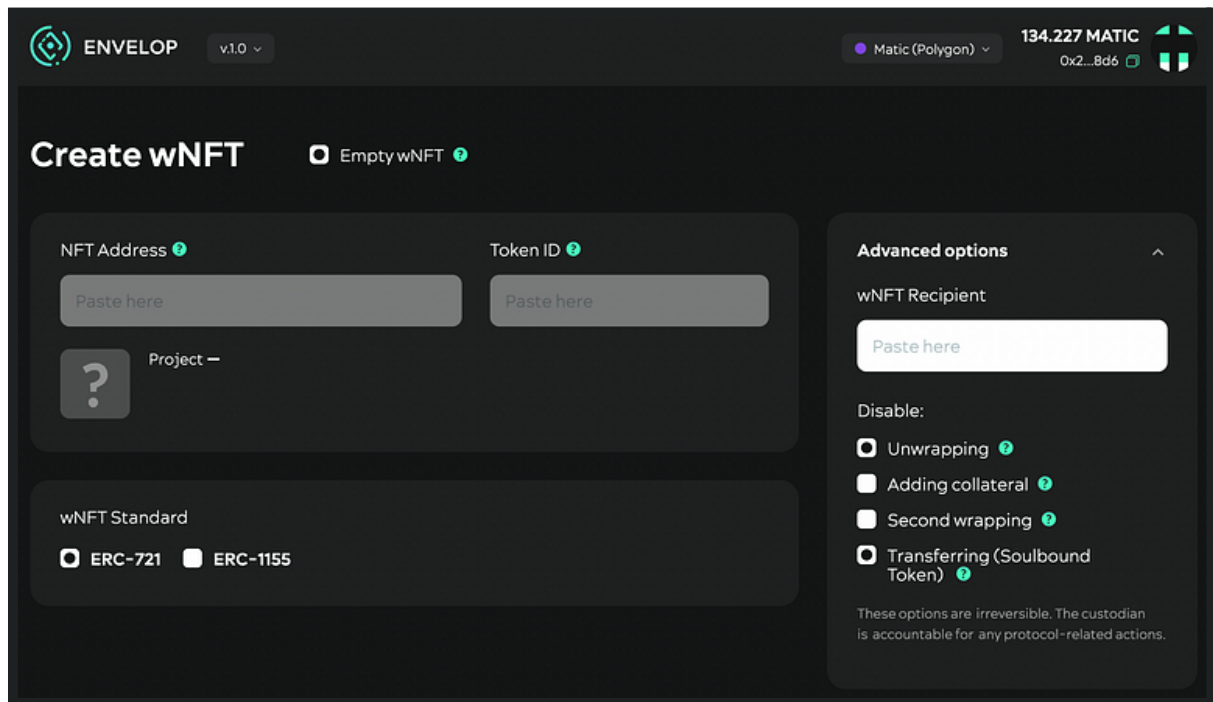 ENVELOP
v.1.0
Matic (Polygon)
134.227 MATIC
0x2...8d6
Create wNFT
Empty wNFT ?
NFT Address ?
Token ID ?
Paste here
Paste here
?
Project —
wNFT Standard
ERC-721
ERC-1155
Advanced options
wNFT Recipient
Paste here
Disable:
Unwrapping ?
Adding collateral ?
Second wrapping ?
Transferring (Soulbound
Token) ?
These options are irreversible. The custodian
is accountable for any protocol-related actions.